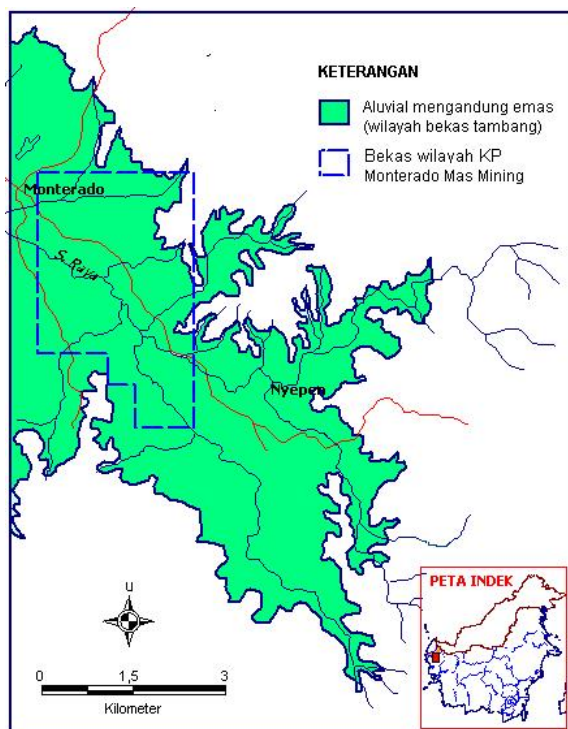 KETERANGAN
Aluvial mengandung emas
(wilayah bekas tambang)
Bekas wilayah KP
Monterado Mas Mining
Monterado
S. Raya
Nyepen
U
0 1,5 3
Kilometer
PETA INDEK